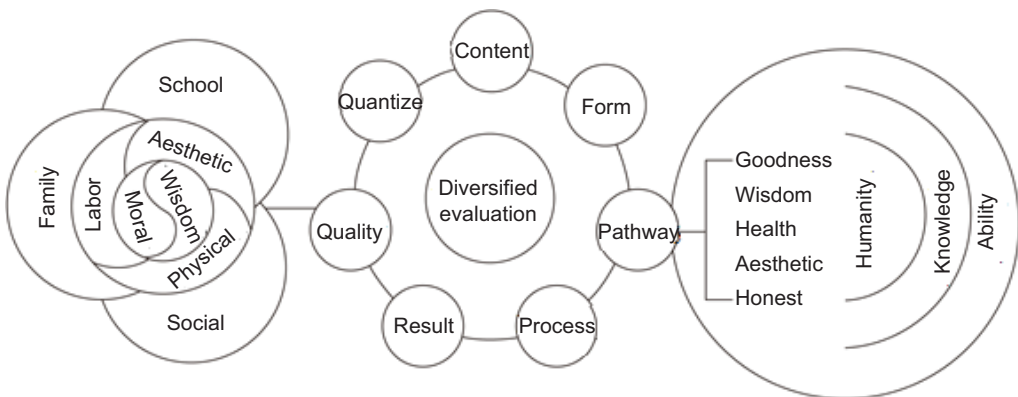 School
Family
Labor
Aesthetic
Wisdom
Moral
Physical
Social
Content
Quantize
Form
Diversified
evaluation
Quality
Pathway
Result
Process
Goodness
Wisdom
Health
Aesthetic
Honest
Humanity
Knowledge
Ability